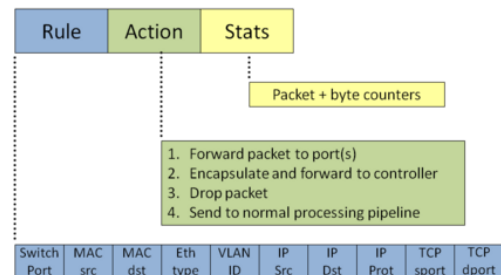 Rule Action Stats
Packet + byte counters
1. Forward packet to port(s)
2. Encapsulate and forward to controller
3. Drop packet
4. Send to normal processing pipeline
Switch Port MAC src MAC dst Eth type VLAN ID IP Src IP Dst IP Prot TCP sport TCP dport